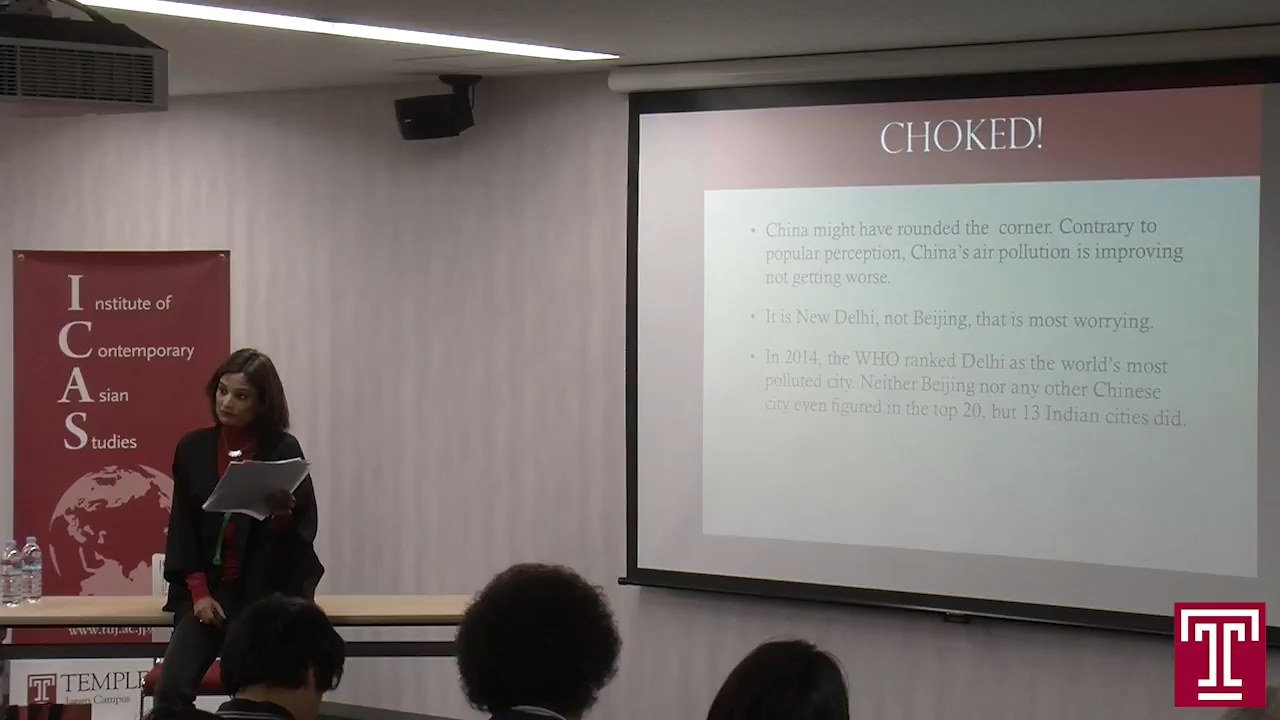 CHOKED!
• China might have rounded the corner. Contrary to
popular perception, China's air pollution is improving
not getting worse.
• It is New Delhi, not Beijing, that is most worrying.
• In 2014, the WHO ranked Delhi as the world's most
polluted city. Neither Beijing nor any other Chinese
city even figured in the top 20, but 13 Indian cities did.
Institute of
Contemporary
Asian
Studies
www.tuj.ac.jp
T TEMPLE
Japan Campus
T